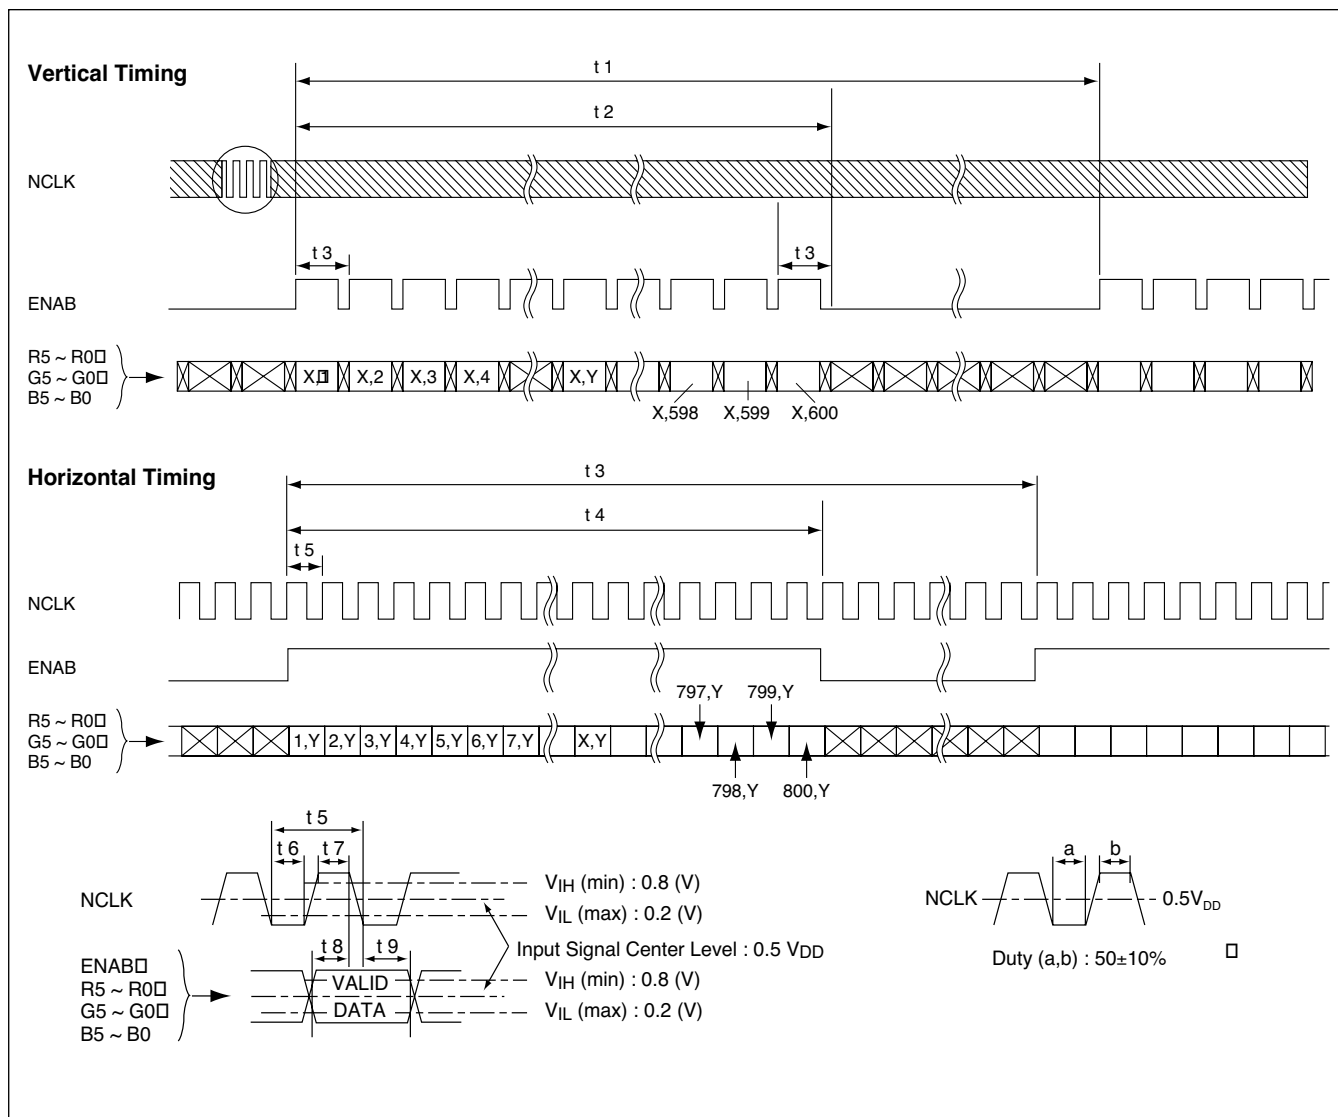 Vertical Timing
t 1
t 2
NCLK
t 3
t 3
ENAB
R5 ~ R0□
G5 ~ G0□
B5 ~ B0
X,1
X,2
X,3
X,4
X,Y
X,598
X,599
X,600
Horizontal Timing
t 3
t 4
t 5
NCLK
ENAB
797,Y
799,Y
R5 ~ R0□
G5 ~ G0□
B5 ~ B0
1,Y
2,Y
3,Y
4,Y
5,Y
6,Y
7,Y
X,Y
798,Y
800,Y
t 5
t 6
t 7
NCLK
VIH (min) : 0.8 (V)
VIL (max) : 0.2 (V)
Input Signal Center Level : 0.5 VDD
t 8
t 9
ENAB□
R5 ~ R0□
G5 ~ G0□
B5 ~ B0
VALID
DATA
VIH (min) : 0.8 (V)
VIL (max) : 0.2 (V)
a
b
NCLK
0.5VDD
Duty (a,b) : 50±10%
□